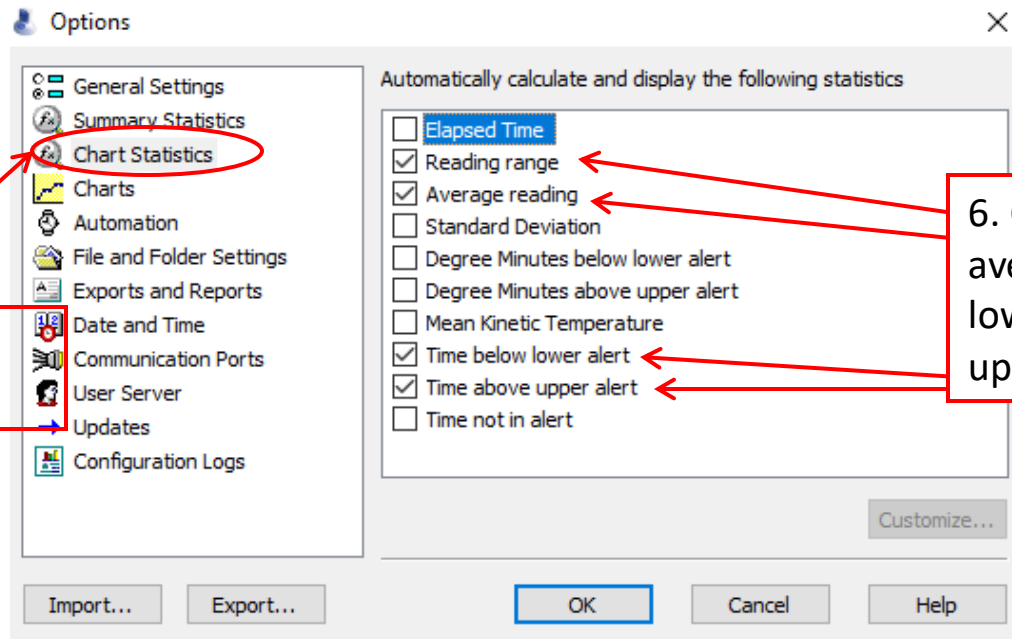 Options
General Settings
Summary Statistics
Chart Statistics
Charts
Automation
File and Folder Settings
Exports and Reports
Date and Time
Communication Ports
User Server
Updates
Configuration Logs
Automatically calculate and display the following statistics
Elapsed Time
Reading range
Average reading
Standard Deviation
Degree Minutes below lower alert
Degree Minutes above upper alert
Mean Kinetic Temperature
Time below lower alert
Time above upper alert
Time not in alert
6.
Customize...
Import...
Export...
OK
Cancel
Help